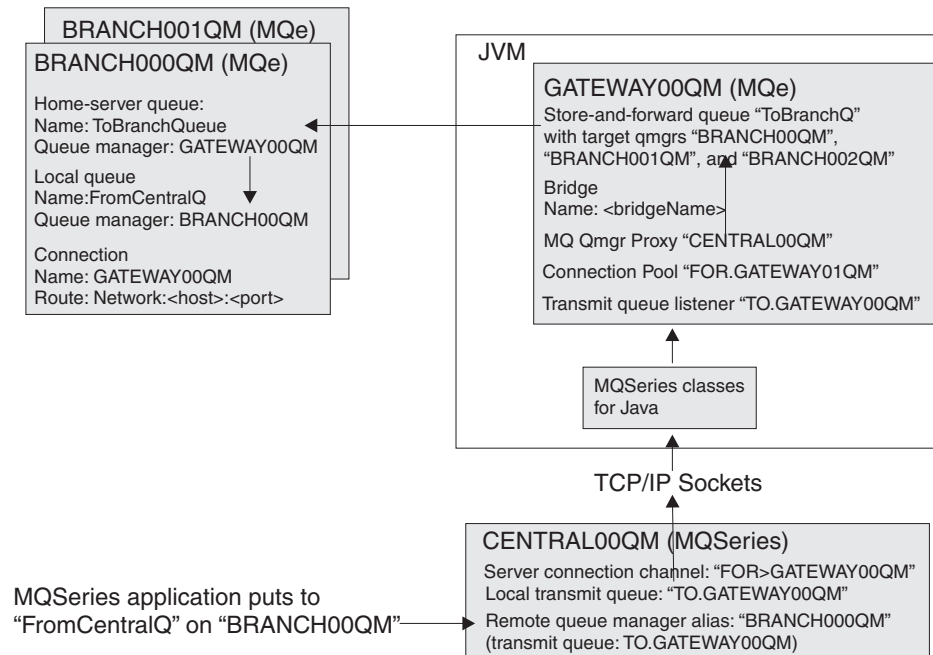 BRANCH001QM (MQe)
BRANCH000QM (MQe)
Home-server queue:
Name: ToBranchQueue
Queue manager: GATEWAY00QM
Local queue
Name:FromCentralQ
Queue manager: BRANCH00QM
Connection
Name: GATEWAY00QM
Route: Network:<host>:<port>
JVM
GATEWAY00QM (MQe)
Store-and-forward queue “ToBranchQ”
with target qmgrs “BRANCH00QM”,
“BRANCH001QM”, and “BRANCH002QM”
Bridge
Name: <bridgeName>
MQ Qmgr Proxy “CENTRAL00QM”
Connection Pool “FOR.GATEWAY01QM”
Transmit queue listener “TO.GATEWAY00QM”
MQSeries classes
for Java
TCP/IP Sockets
CENTRAL00QM (MQSeries)
Server connection channel: “FOR>GATEWAY00QM”
Local transmit queue: “TO.GATEWAY00QM”
Remote queue manager alias: “BRANCH000QM”
(transmit queue: TO.GATEWAY00QM)
MQSeries application puts to
“FromCentralQ” on “BRANCH00QM”